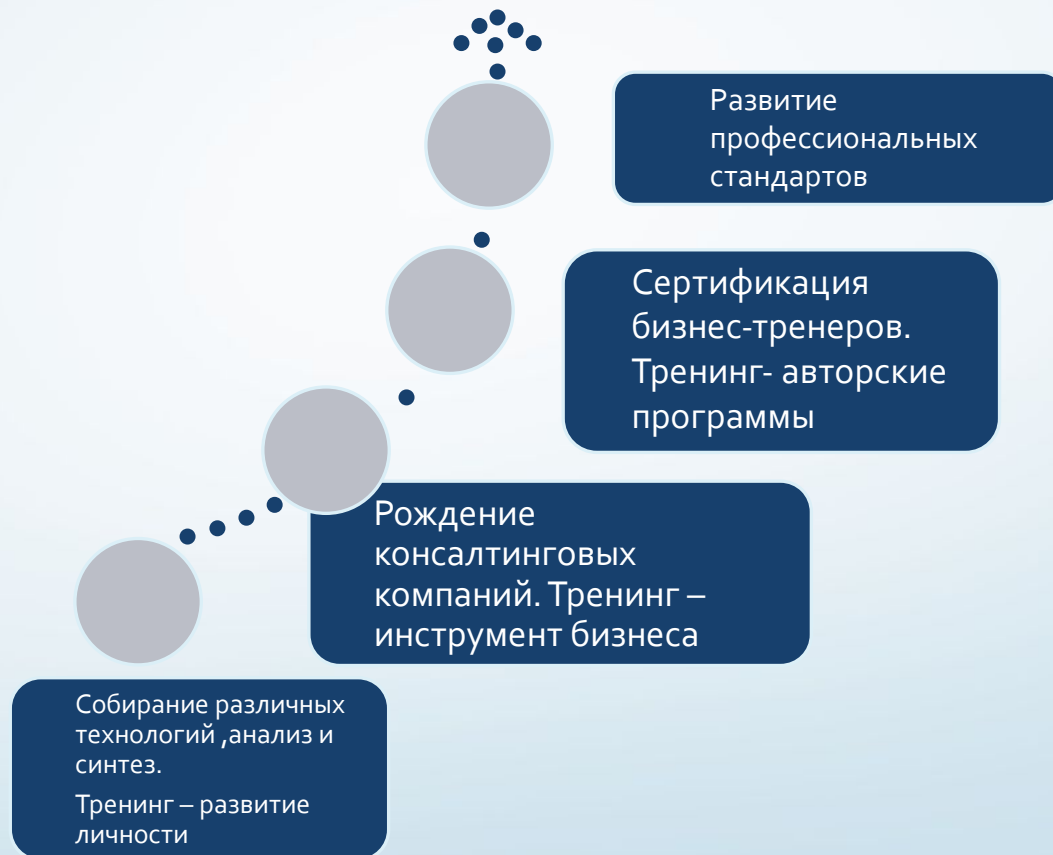 Развитие
профессиональных
стандартов
Сертификация
бизнес-тренеров.
Тренинг- авторские
программы
Рождение
консалтинговых
компаний. Тренинг –
инструмент бизнеса
Собирание различных
технологий ,анализ и
синтез.
Тренинг – развитие
личности